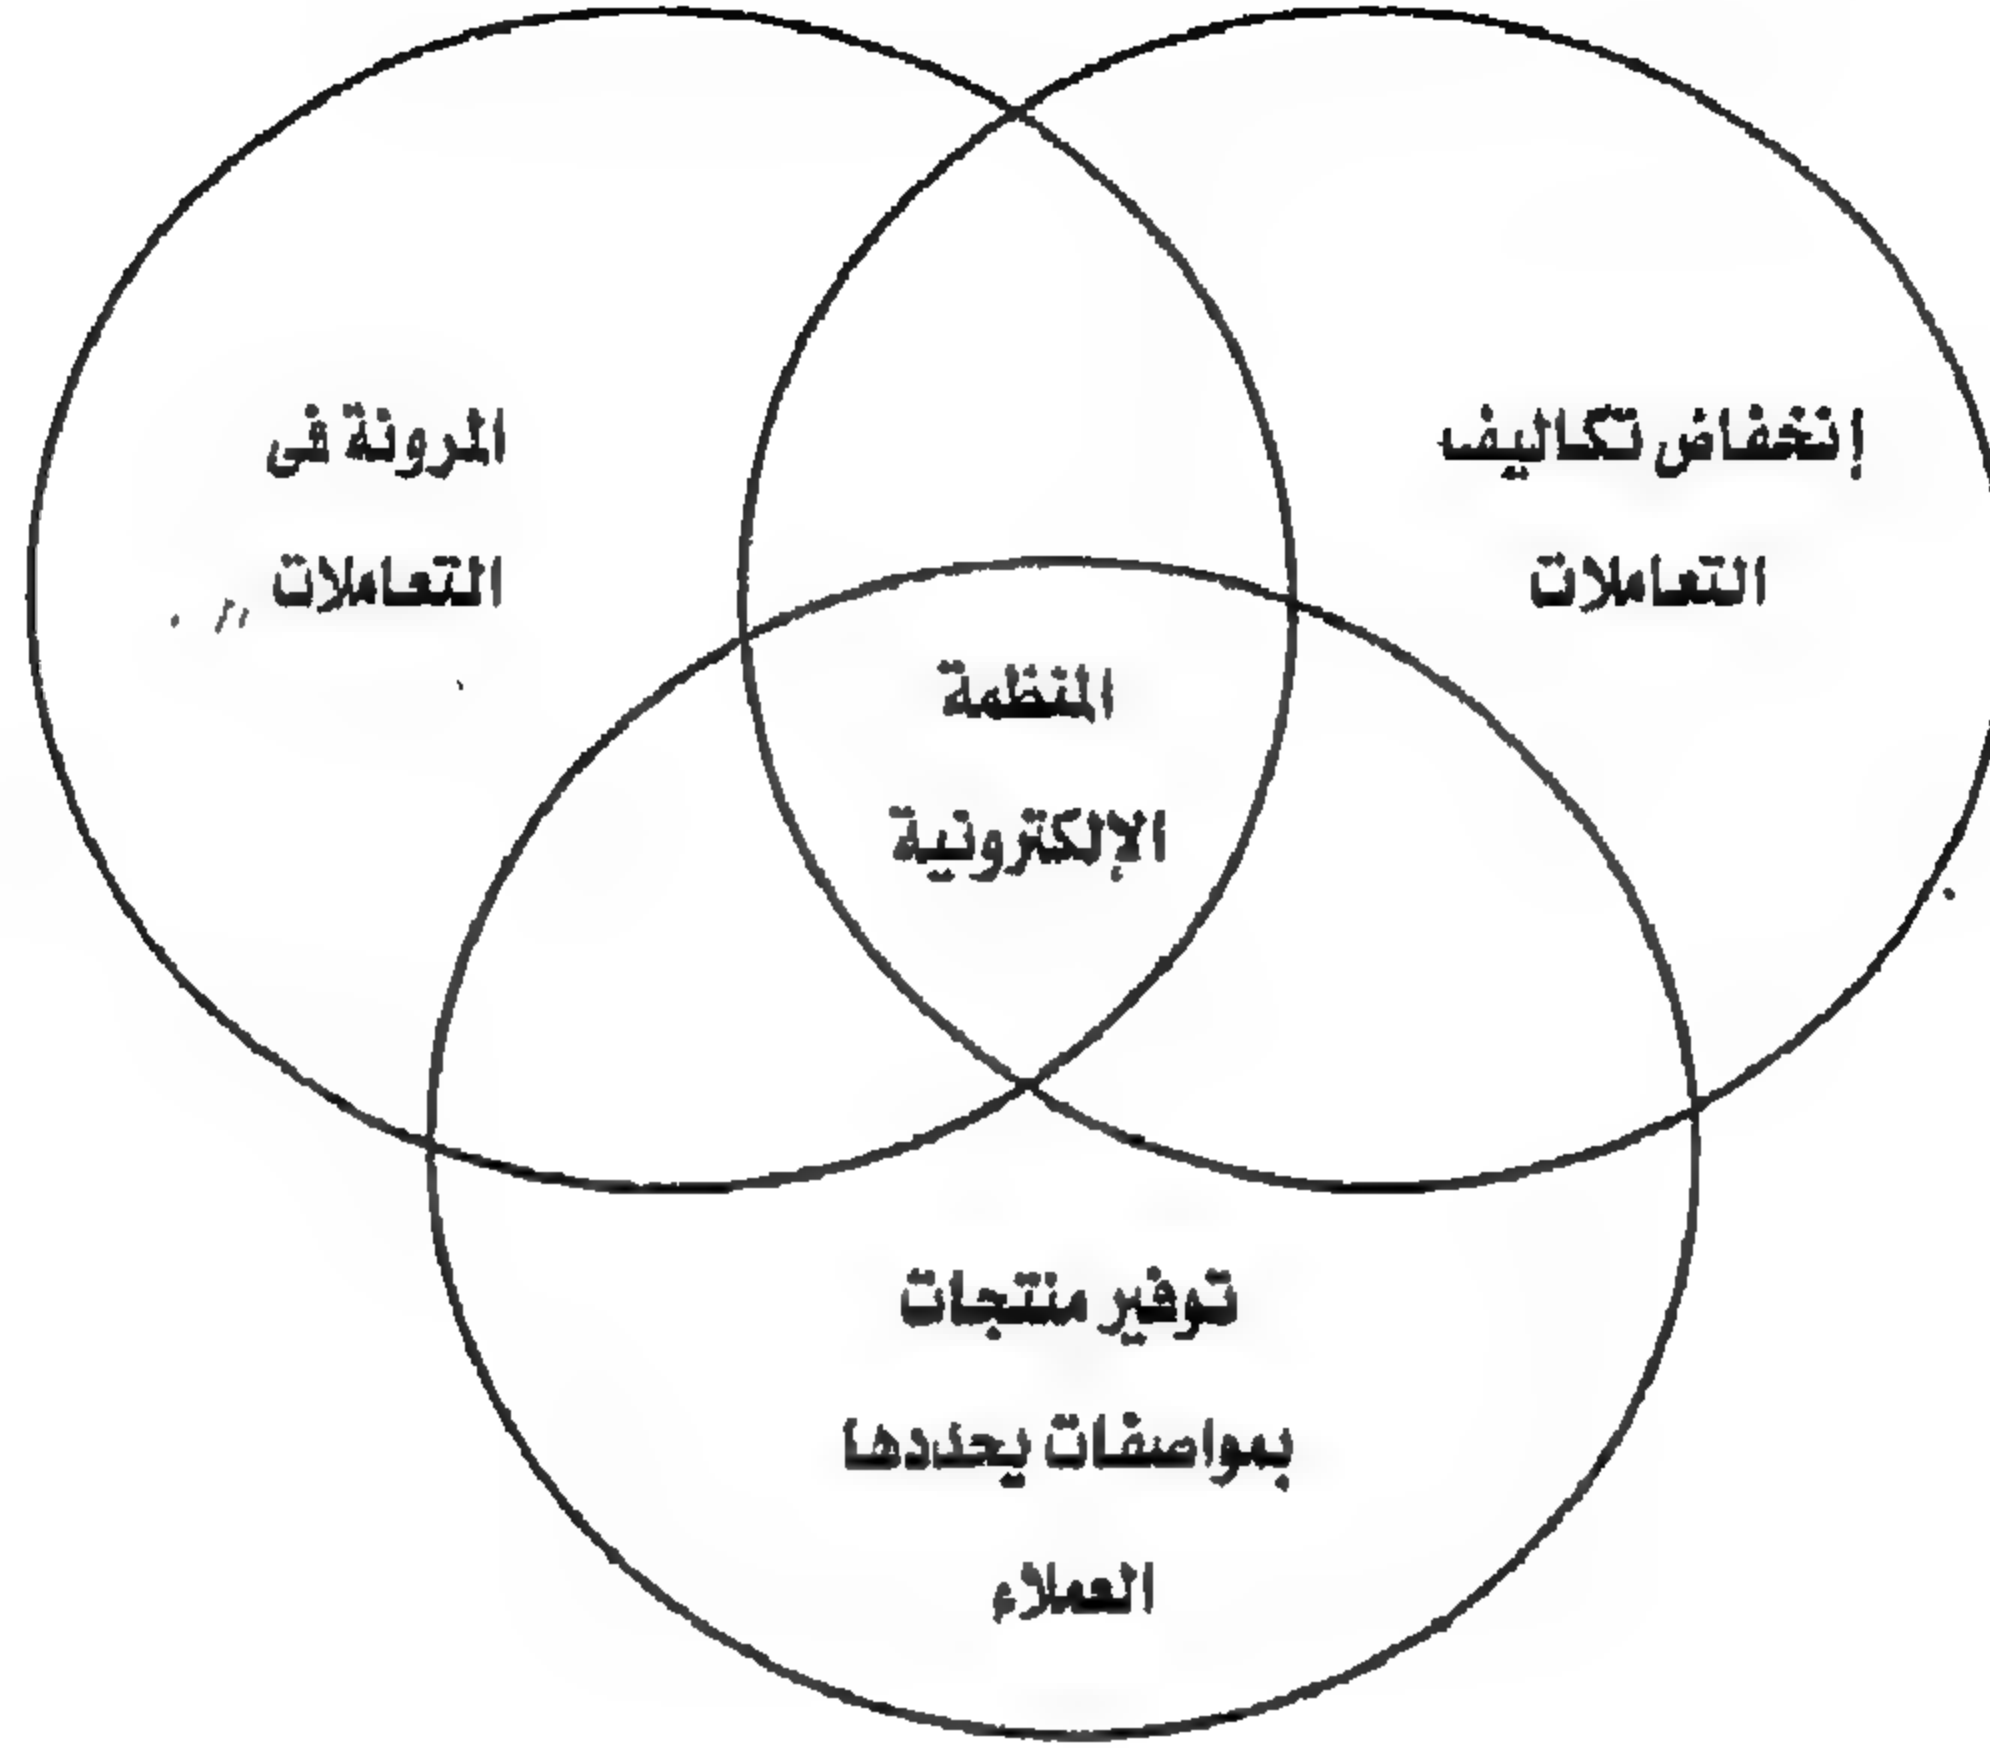 إنخفاض تكاليف
التعاملات
المرونة فى
التعاملات
المنظمة
الإلكترونية
توفير منتجات
بمواصفات يحددها
العملاء